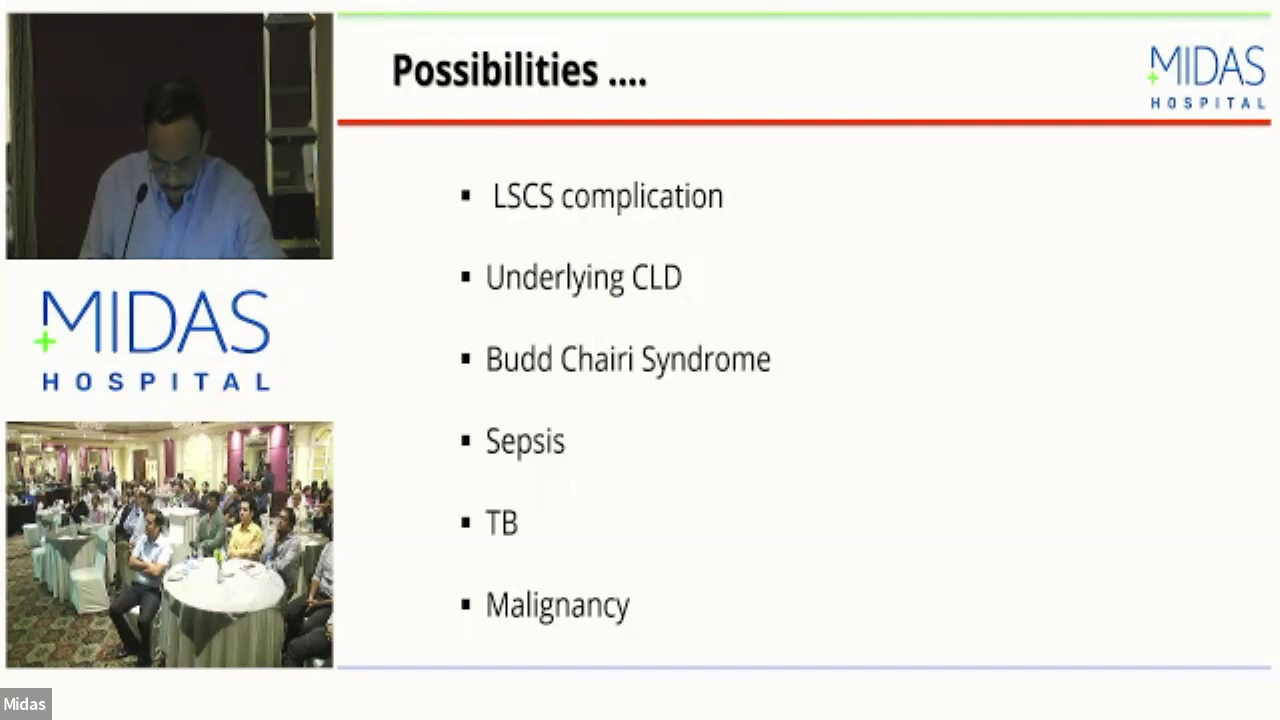 Possibilities ....
MIDAS
HOSPITAL
LSCS complication
Underlying CLD
Budd Chairi Syndrome
Sepsis
TB
Malignancy
MIDAS
HOSPITAL
Midas